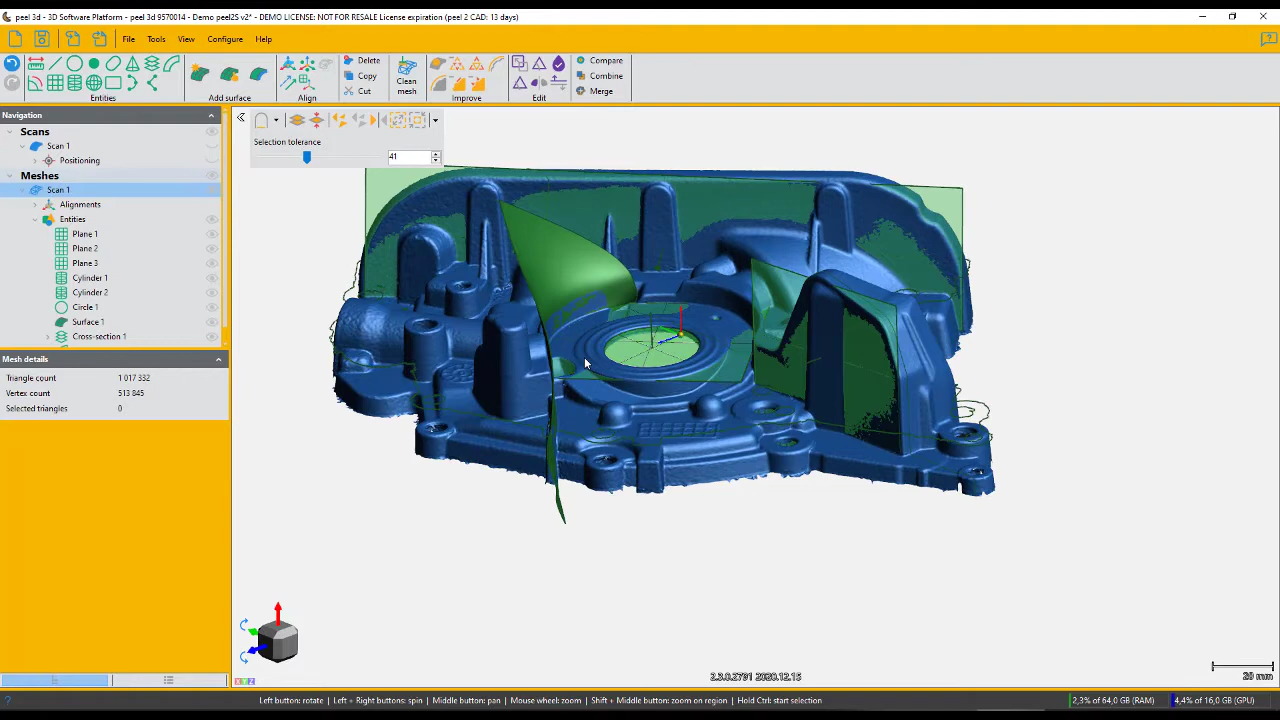 peel 3d - 3D Software Platform - peel 3d 9570014 - Demo peel2S v2* - DEMO LICENSE: NOT FOR RESALE License expiration (peel 2 CAD: 13 days)
File Tools View Configure Help
Delete
Copy
Cut
Clean mesh
Compare
Combine
Merge
Entities
Add surface
Align
Improve
Edit
Navigation
Scans
Scan 1
Positioning
Meshes
Scan 1
Alignments
Entities
Plane 1
Plane 2
Plane 3
Cylinder 1
Cylinder 2
Circle 1
Surface 1
Cross-section 1
Mesh details
Triangle count 1 017 332
Vertex count 513 845
Selected triangles 0
Selection tolerance
41
XYZ
2.3.0.2791 2020.12.15
20 mm
Left button: rotate | Left + Right buttons: spin | Middle button: pan | Mouse wheel: zoom | Shift + Middle button: zoom on region | Hold Ctrl: start selection
2,3% of 64,0 GB (RAM)
4,4% of 16,0 GB (GPU)